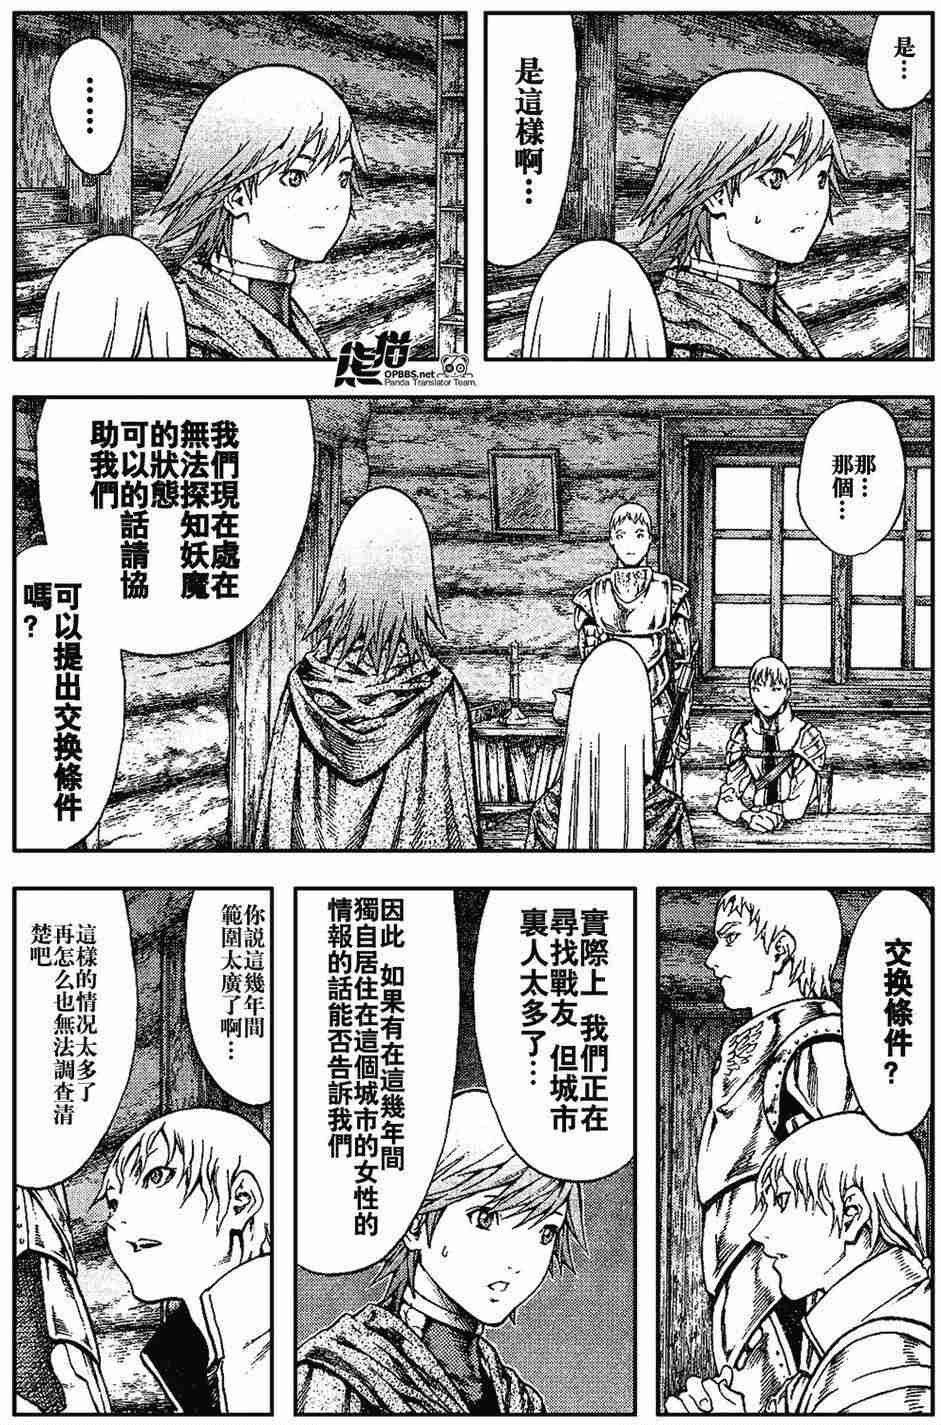 是…
是這樣啊…
……
熊猫
OPBBS.net
Panda Translator Team.
那…
那個…
我們現在處在
無法探知妖魔
的狀態
可以的話請協
助我們
可以提出交換條件
嗎?
交換條件?
實際上 我們正在
尋找戰友 但城市
裏人太多了…
因此 如果有在這幾年間
獨自居住在這個城市的女性的
情報的話能否告訴我們
你説這幾年間
範圍太廣了啊…
這樣的情况太多了
再怎么也無法調查清
楚吧